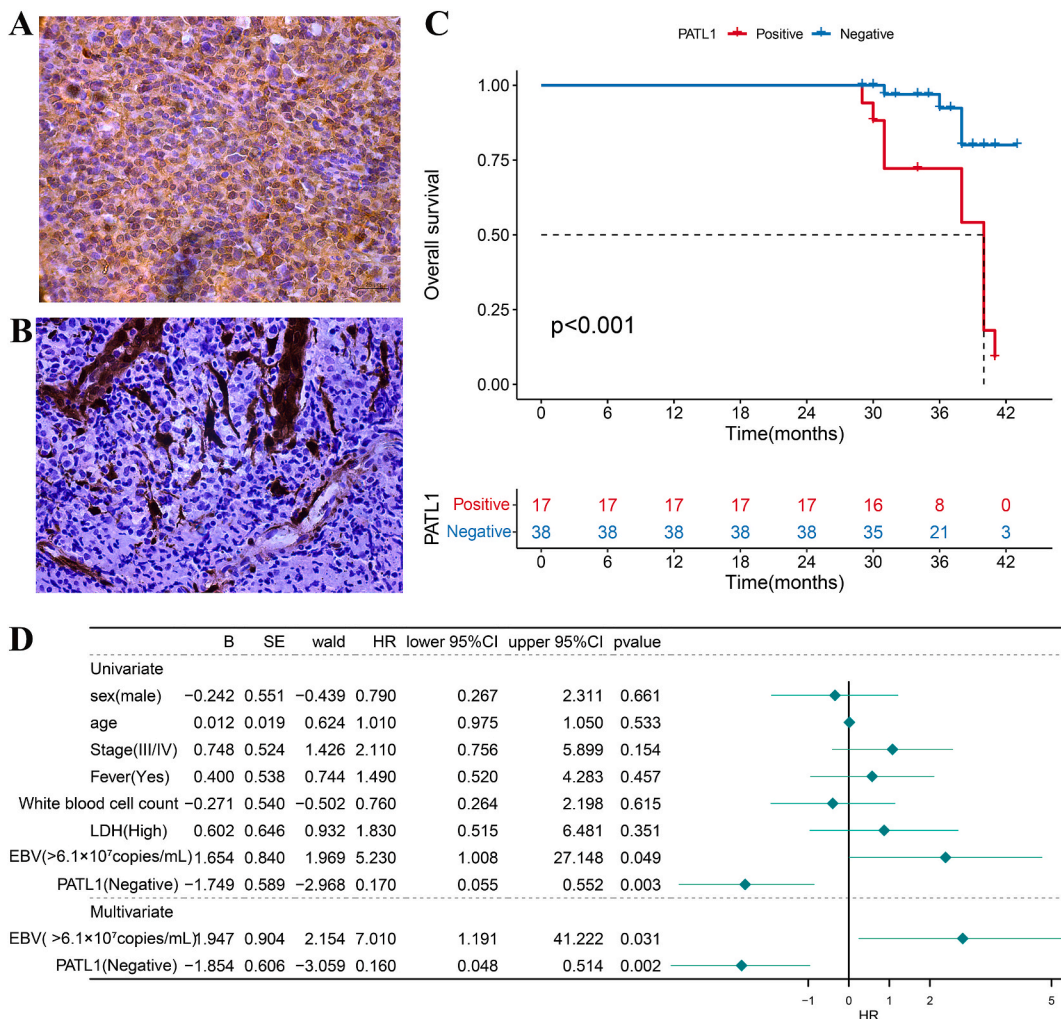 A
B
C
PATL1 Positive Negative
1.00
0.75
0.50
0.25
0.00
Overall survival
p<0.001
0 6 12 18 24 30 36 42
Time(months)
PATL1
Positive 17 17 17 17 17 16 8 0
Negative 38 38 38 38 38 35 21 3
0 6 12 18 24 30 36 42
Time(months)
D
B SE wald HR lower 95%CI upper 95%CI pvalue
Univariate
sex(male) −0.242 0.551 −0.439 0.790 0.267 2.311 0.661
age 0.012 0.019 0.624 1.010 0.975 1.050 0.533
Stage(III/IV) 0.748 0.524 1.426 2.110 0.756 5.899 0.154
Fever(Yes) 0.400 0.538 0.744 1.490 0.520 4.283 0.457
White blood cell count −0.271 0.540 −0.502 0.760 0.264 2.198 0.615
LDH(High) 0.602 0.646 0.932 1.830 0.515 6.481 0.351
EBV(>6.1×10⁷copies/mL) 1.654 0.840 1.969 5.230 1.008 27.148 0.049
PATL1(Negative) −1.749 0.589 −2.968 0.170 0.055 0.552 0.003
Multivariate
EBV( >6.1×10⁷copies/mL) 1.947 0.904 2.154 7.010 1.191 41.222 0.031
PATL1(Negative) −1.854 0.606 −3.059 0.160 0.048 0.514 0.002
−1 0 1 2 5
HR